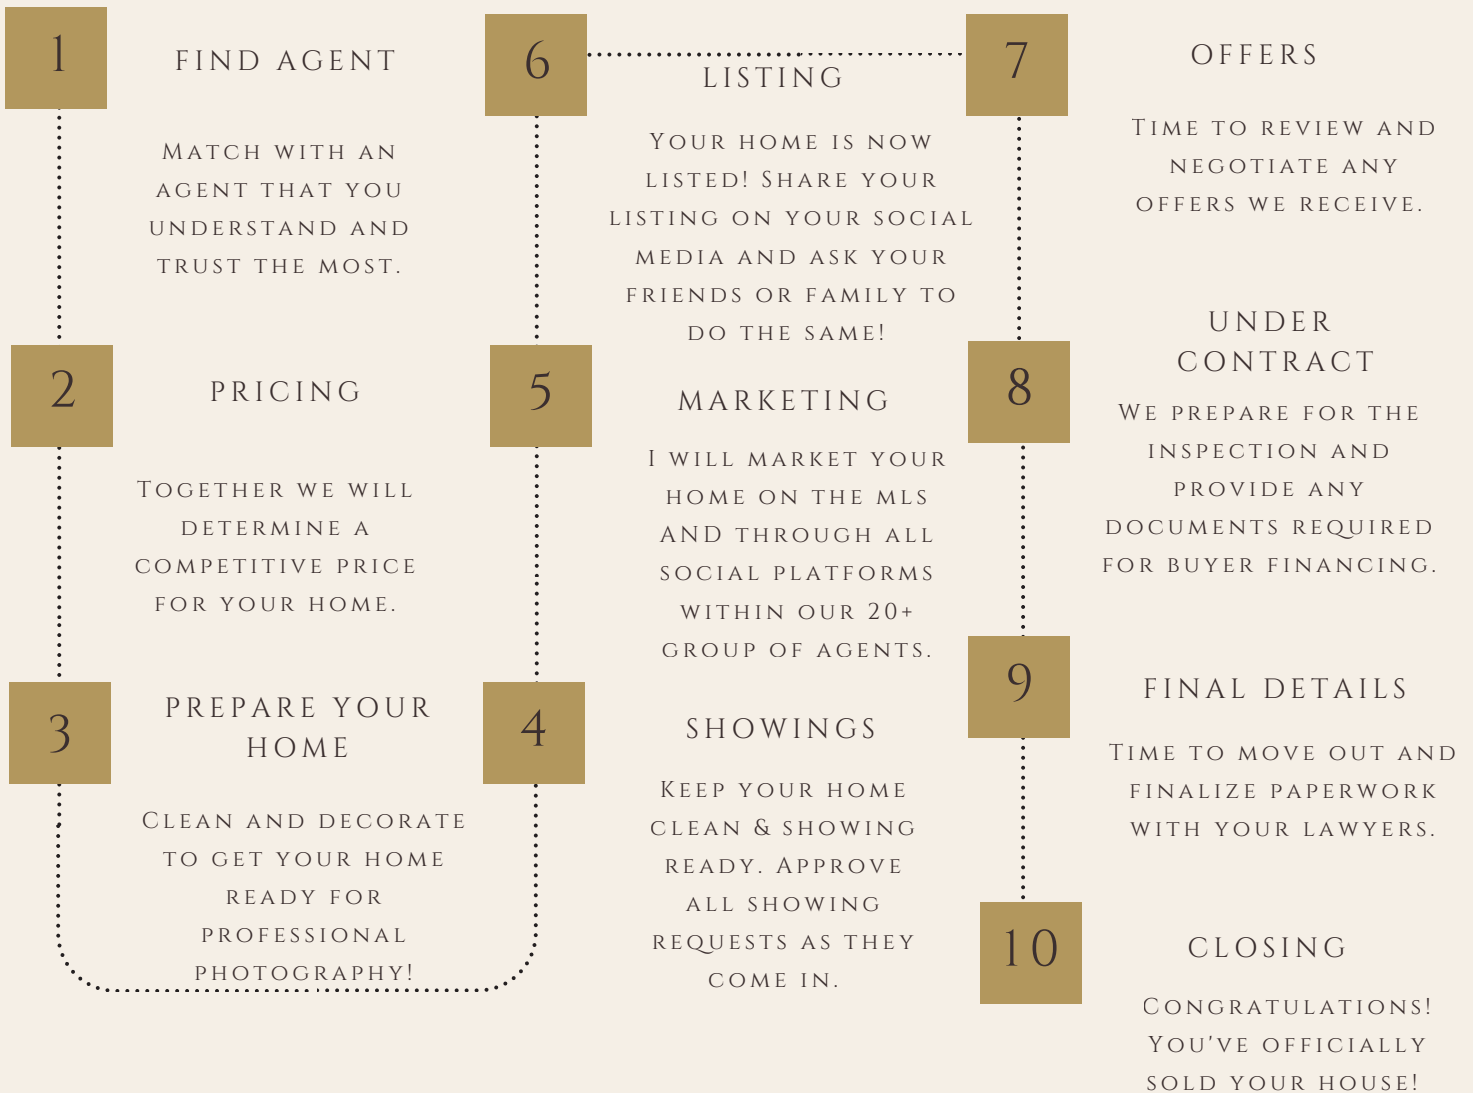 1
FIND AGENT
MATCH WITH AN
AGENT THAT YOU
UNDERSTAND AND
TRUST THE MOST.
2
PRICING
TOGETHER WE WILL
DETERMINE A
COMPETITIVE PRICE
FOR YOUR HOME.
3
PREPARE YOUR
HOME
CLEAN AND DECORATE
TO GET YOUR HOME
READY FOR
PROFESSIONAL
PHOTOGRAPHY!
4
SHOWINGS
KEEP YOUR HOME
CLEAN & SHOWING
READY. APPROVE
ALL SHOWING
REQUESTS AS THEY
COME IN.
5
MARKETING
I WILL MARKET YOUR
HOME ON THE MLS
AND THROUGH ALL
SOCIAL PLATFORMS
WITHIN OUR 20+
GROUP OF AGENTS.
6
LISTING
YOUR HOME IS NOW
LISTED! SHARE YOUR
LISTING ON YOUR SOCIAL
MEDIA AND ASK YOUR
FRIENDS OR FAMILY TO
DO THE SAME!
7
OFFERS
TIME TO REVIEW AND
NEGOTIATE ANY
OFFERS WE RECEIVE.
8
UNDER
CONTRACT
WE PREPARE FOR THE
INSPECTION AND
PROVIDE ANY
DOCUMENTS REQUIRED
FOR BUYER FINANCING.
9
FINAL DETAILS
TIME TO MOVE OUT AND
FINALIZE PAPERWORK
WITH YOUR LAWYERS.
10
CLOSING
CONGRATULATIONS!
YOU'VE OFFICIALLY
SOLD YOUR HOUSE!